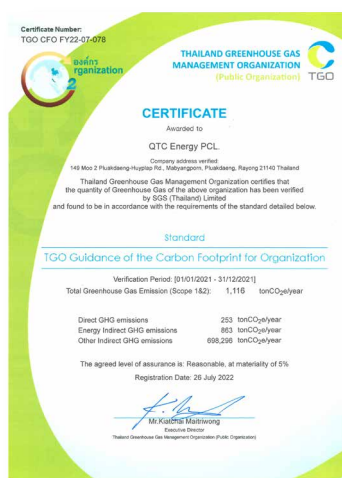 Certificate Number:
TGO CFO FY22-07-078
องค์กร
rganization
2
THAILAND GREENHOUSE GAS
MANAGEMENT ORGANIZATION
(Public Organization)
TGO
CERTIFICATE
Awarded to
QTC Energy PCL.
Company address verified
149 Moo 2 Pluakdaeng-Huyplap Rd., Mabyangporn, Pluakdaeng, Rayong 21140 Thailand
Thailand Greenhouse Gas Management Organization certifies that
the quantity of Greenhouse Gas of the above organization has been verified
by SGS (Thailand) Limited
and found to be in accordance with the requirements of the standard detailed below.
Standard
TGO Guidance of the Carbon Footprint for Organization
Verification Period: [01/01/2021 - 31/12/2021]
Total Greenhouse Gas Emission (Scope 1&2): 1,116 tonCO2e/year
Direct GHG emissions 253 tonCO2e/year
Energy Indirect GHG emissions 863 tonCO2e/year
Other Indirect GHG emissions 698,296 tonCO2e/year
The agreed level of assurance is: Reasonable, at materiality of 5%
Registration Date: 26 July 2022
Mr.Kiatchai Maitriwong
Executive Director
Thailand Greenhouse Gas Management Organization (Public Organization)